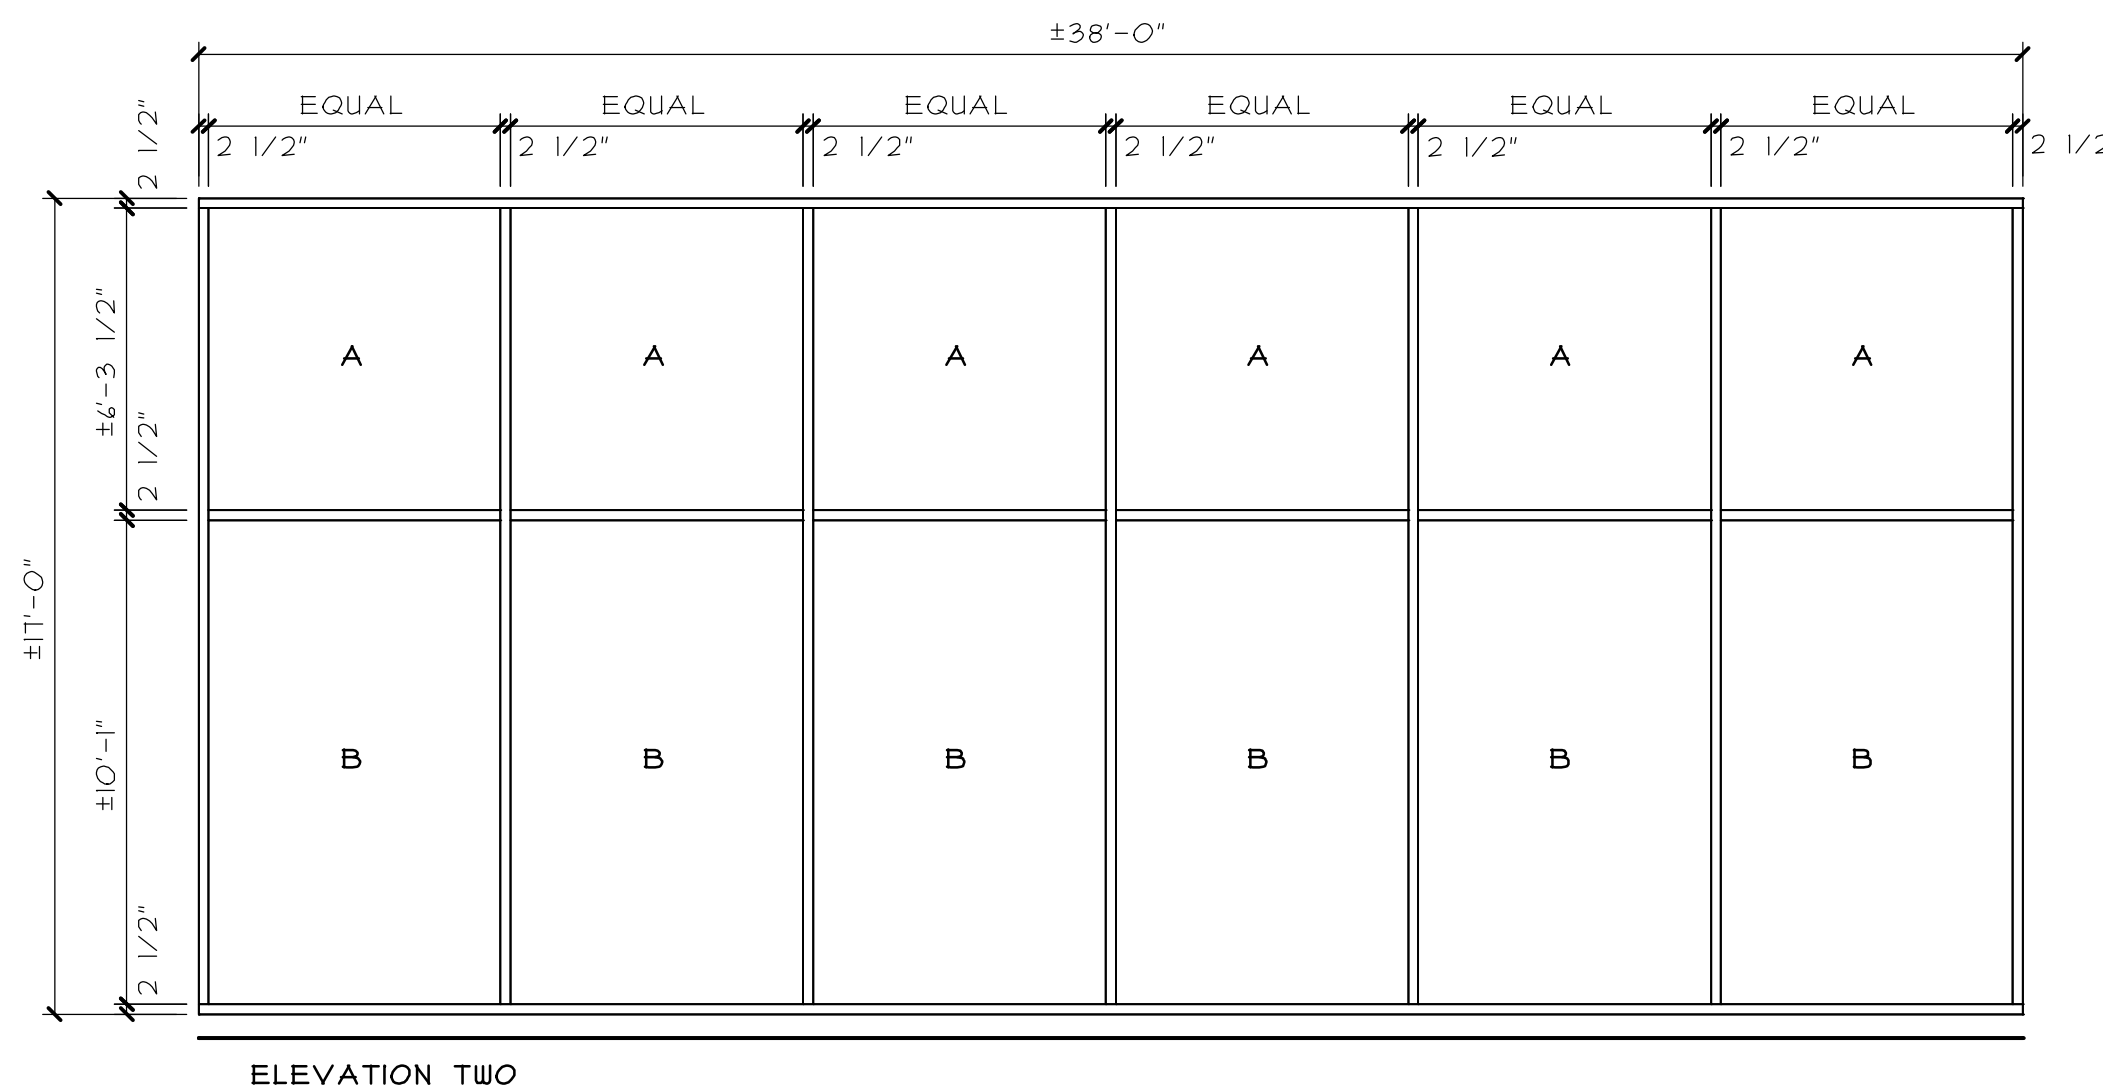 ±38'-0"
EQUAL EQUAL EQUAL EQUAL EQUAL EQUAL
2 1/2" 2 1/2" 2 1/2" 2 1/2" 2 1/2" 2 1/2" 2 1/2
2 1/2"
±6'-3 1/2"
2 1/2"
±17'-0"
±10'-1"
2 1/2"
A A A A A A
B B B B B B
ELEVATION TWO